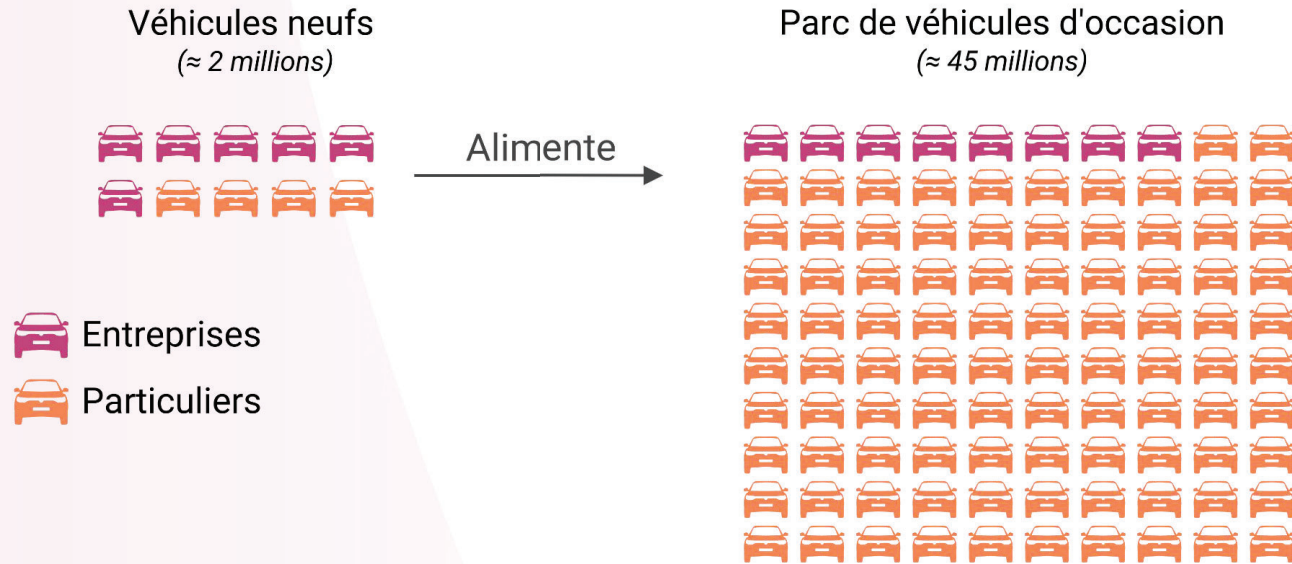 Véhicules neufs
(≈ 2 millions)
Alimente
Parc de véhicules d'occasion
(≈ 45 millions)
Entreprises
Particuliers